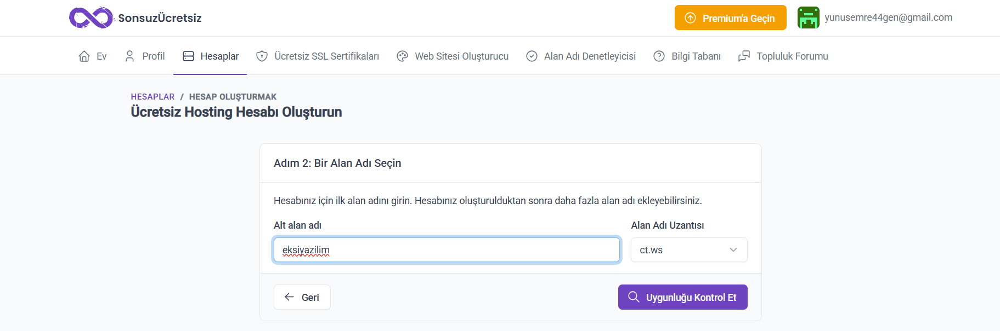 SonsuzÜcretsiz
Premium'a Geçin
yunusemre44gen@gmail.com
Ev
Profil
Hesaplar
Ücretsiz SSL Sertifikaları
Web Sitesi Oluşturucu
Alan Adı Denetleyicisi
Bilgi Tabanı
Topluluk Forumu
HESAPLAR / HESAP OLUŞTURMAK
Ücretsiz Hosting Hesabı Oluşturun
Adım 2: Bir Alan Adı Seçin
Hesabınız için ilk alan adını girin. Hesabınız oluşturulduktan sonra daha fazla alan adı ekleyebilirsiniz.
Alt alan adı
Alan Adı Uzantısı
eksiyazilim
ct.ws
Geri
Uygunluğu Kontrol Et